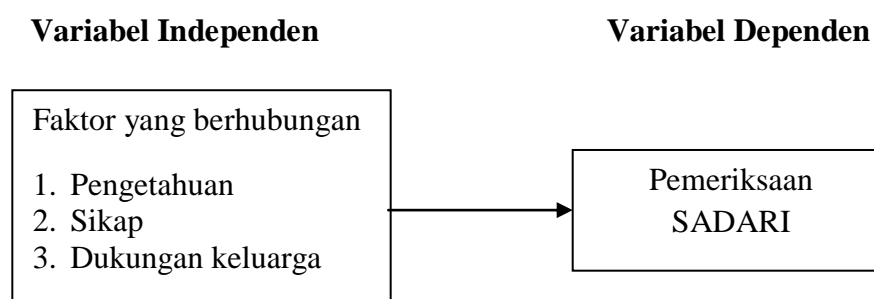 Variabel Independen
Variabel Dependen
Faktor yang berhubungan
1. Pengetahuan
2. Sikap
3. Dukungan keluarga
Pemeriksaan
SADARI